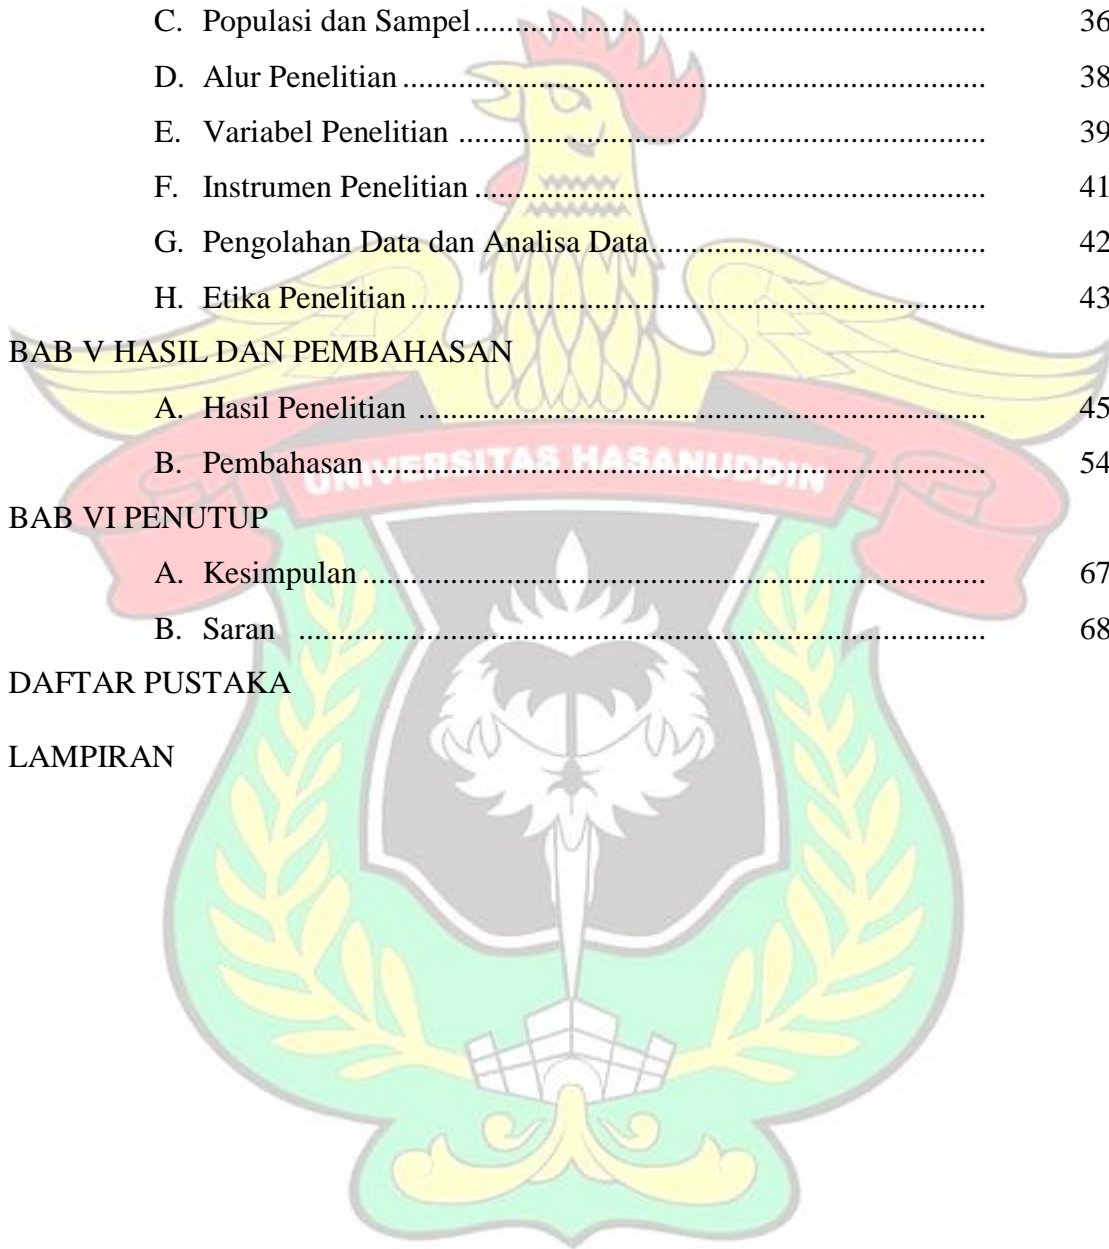 C. Populasi dan Sampel................................................................ 36
D. Alur Penelitian......................................................................... 38
E. Variabel Penelitian .................................................................. 39
F. Instrumen Penelitian................................................................ 41
G. Pengolahan Data dan Analisa Data.......................................... 42
H. Etika Penelitian........................................................................ 43
BAB V HASIL DAN PEMBAHASAN
A. Hasil Penelitian ....................................................................... 45
B. Pembahasan.............................................................................. 54
UNIVERSITAS HASANUDDIN
BAB VI PENUTUP
A. Kesimpulan.............................................................................. 67
B. Saran ...................................................................................... 68
DAFTAR PUSTAKA
LAMPIRAN